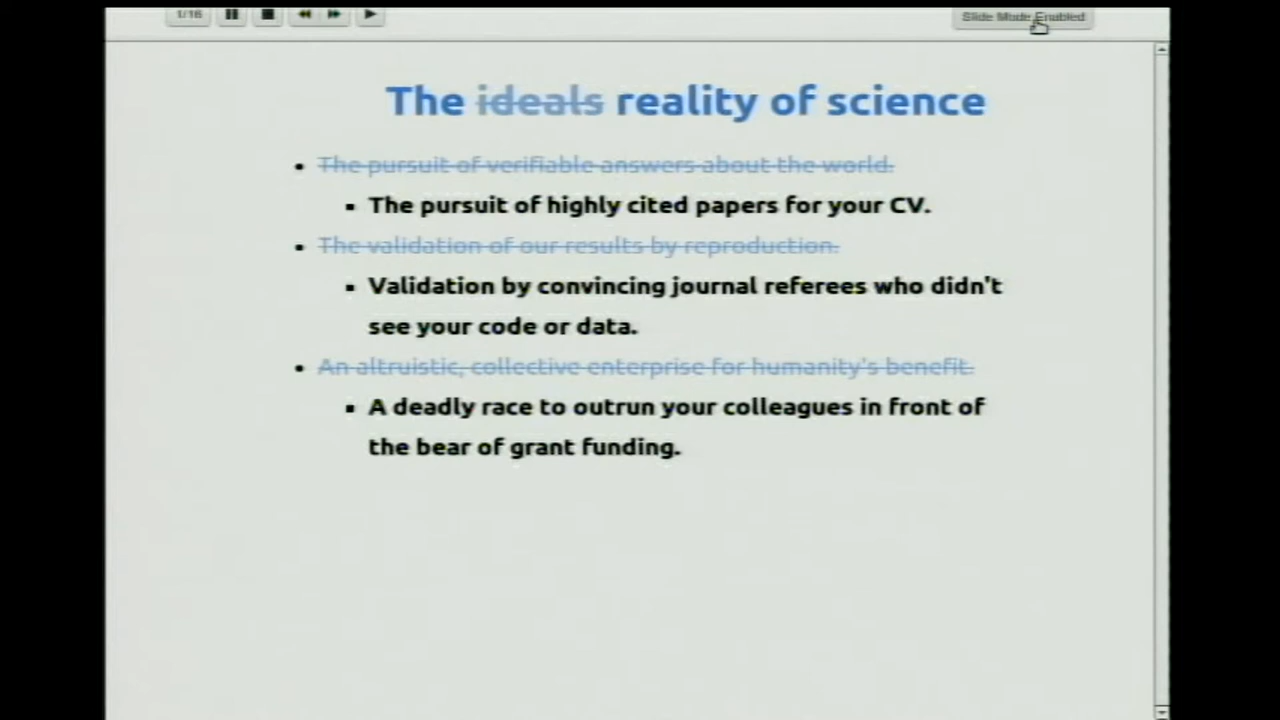 1/16
Slide Mode Enabled
The ideals reality of science
The pursuit of verifiable answers about the world.
The pursuit of highly cited papers for your CV.
The validation of our results by reproduction.
Validation by convincing journal referees who didn't
see your code or data.
An altruistic, collective enterprise for humanity's benefit.
A deadly race to outrun your colleagues in front of
the bear of grant funding.